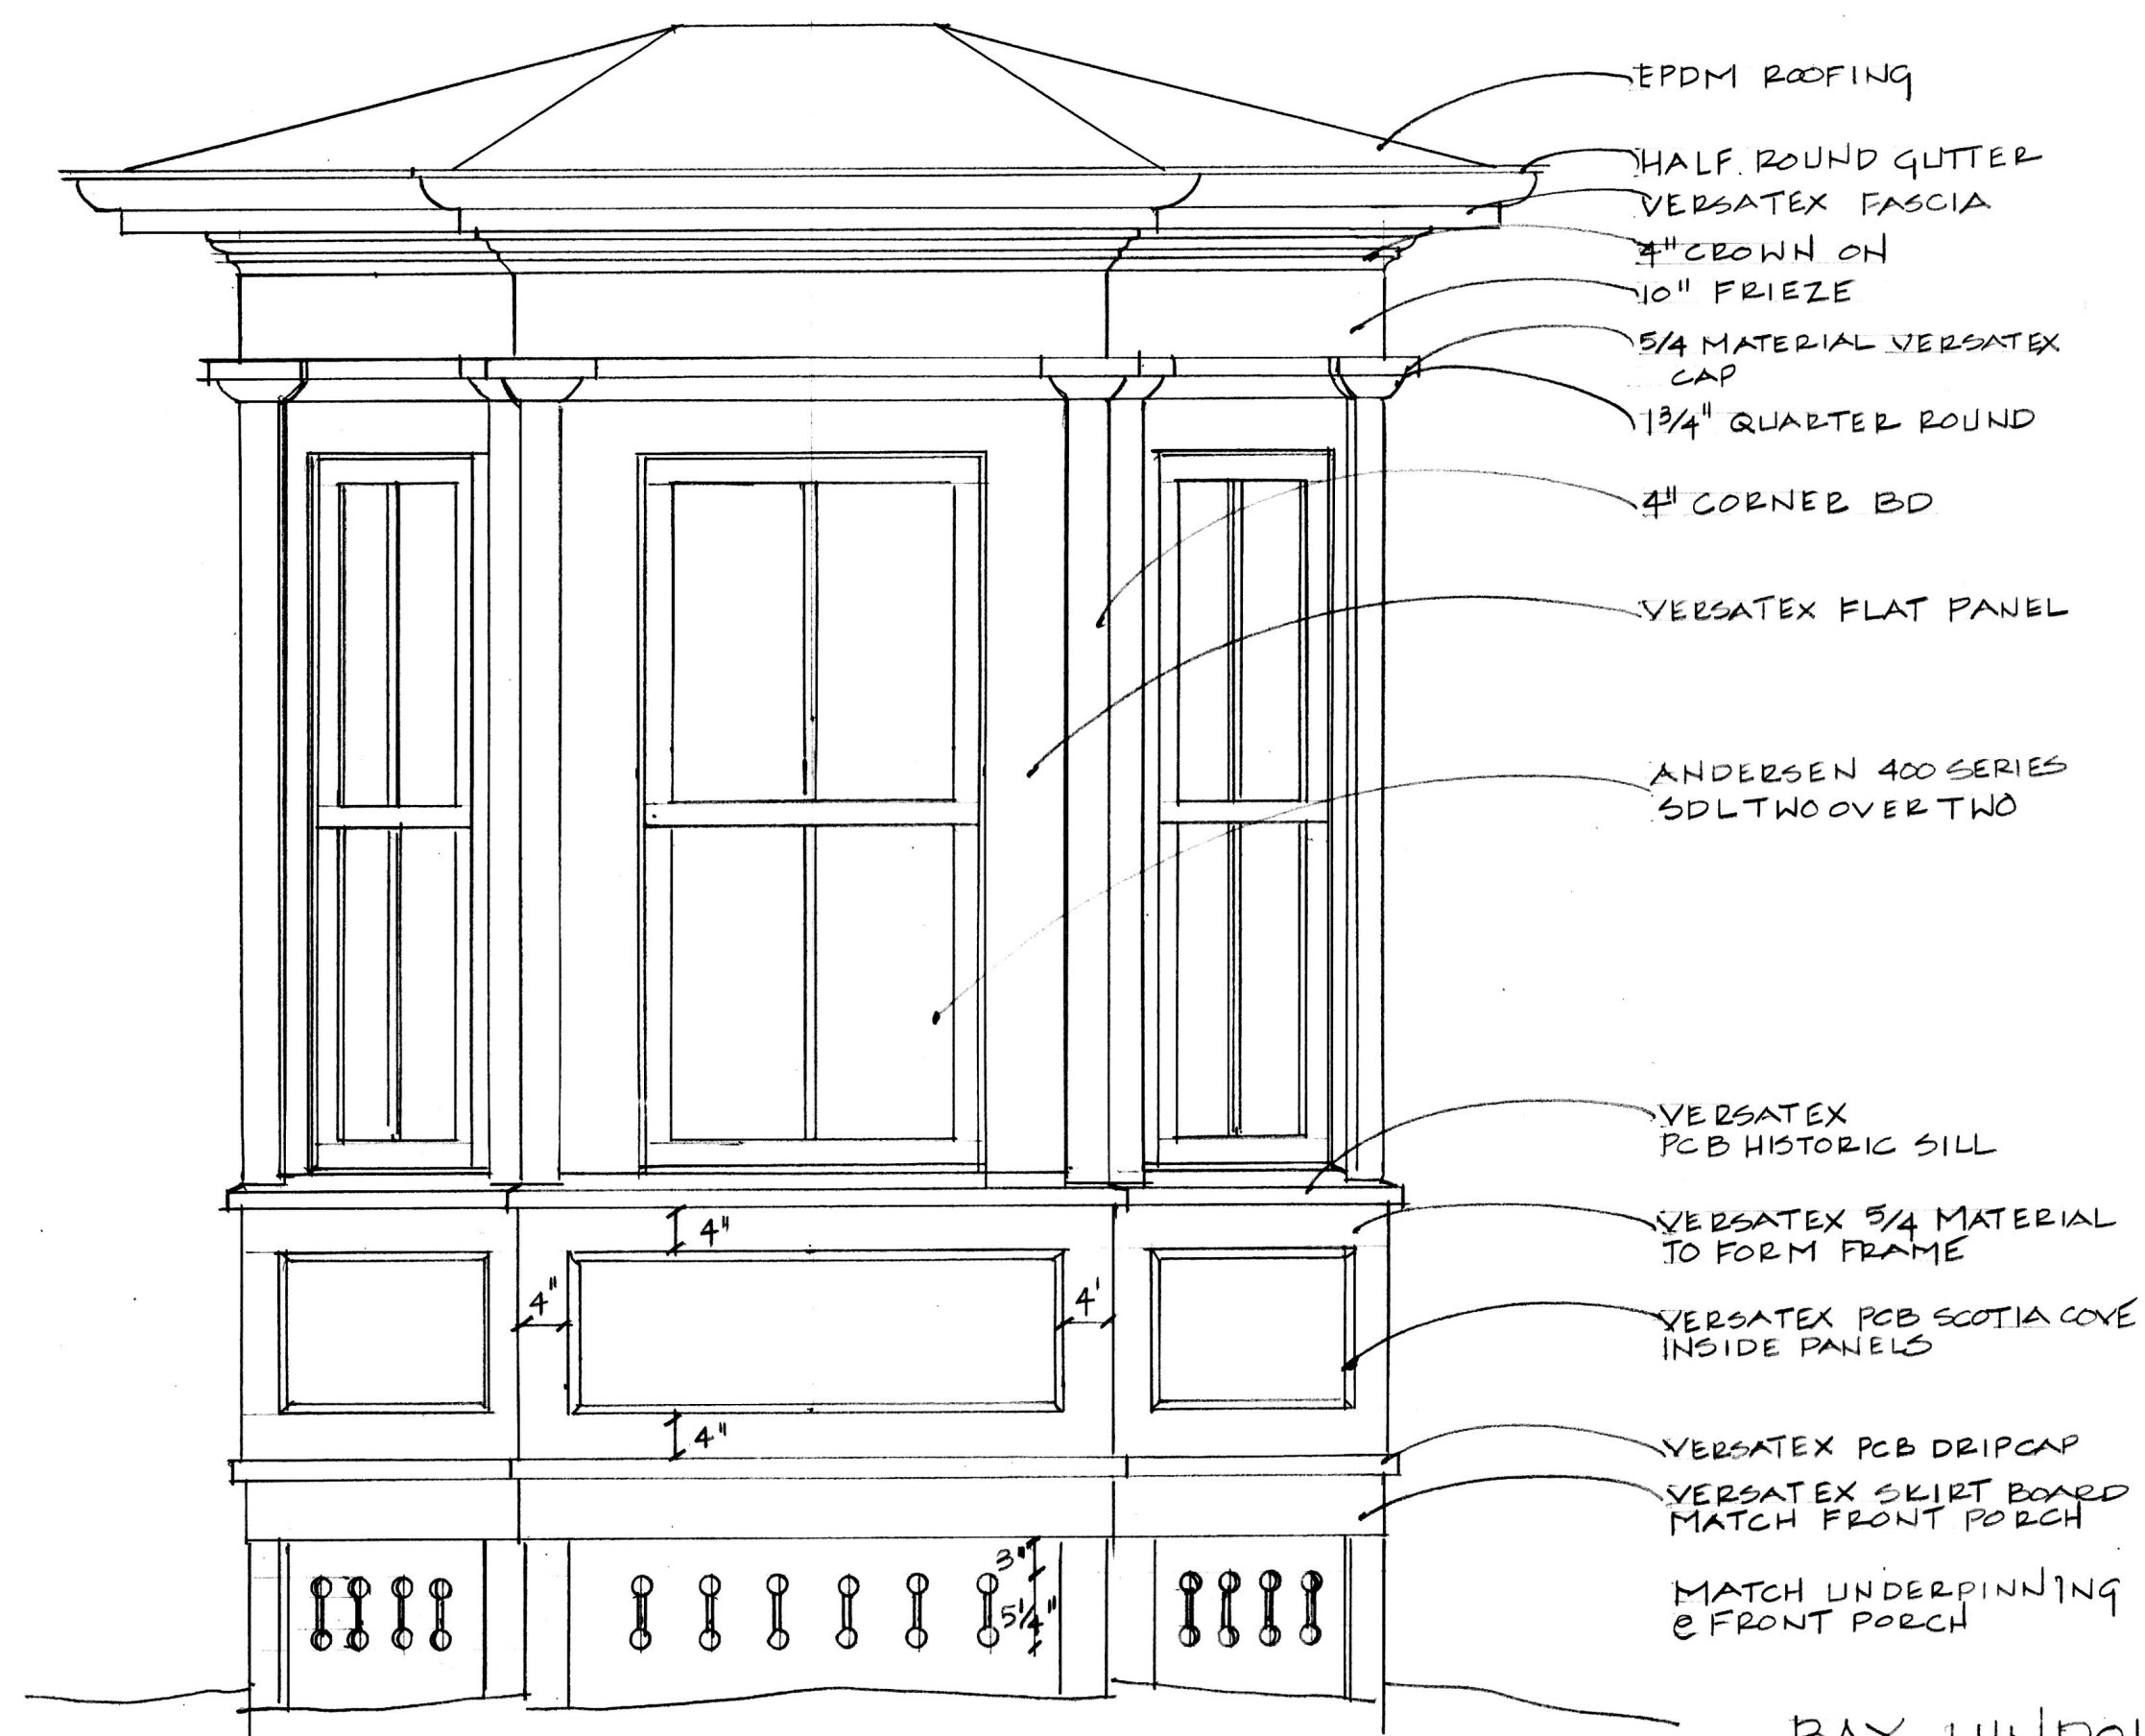 EPDM ROOFING
HALF ROUND GUTTER
VERSATEX FASCIA
4" CROWN ON
10" FRIEZE
5/4 MATERIAL VERSATEX
CAP
1 3/4" QUARTER ROUND
4" CORNER BD
VERSATEX FLAT PANEL
ANDERSEN 400 SERIES
SDL TWO OVER TWO
VERSATEX
PCB HISTORIC SILL
4"
VERSATEX 5/4 MATERIAL
TO FORM FRAME
4"
4'
VERSATEX PCB SCOTIA COVE
INSIDE PANELS
4"
VERSATEX PCB DRIPCAP
VERSATEX SKIRT BOARD
MATCH FRONT PORCH
3"
5 1/4"
MATCH UNDERPINNING
@ FRONT PORCH
BAY